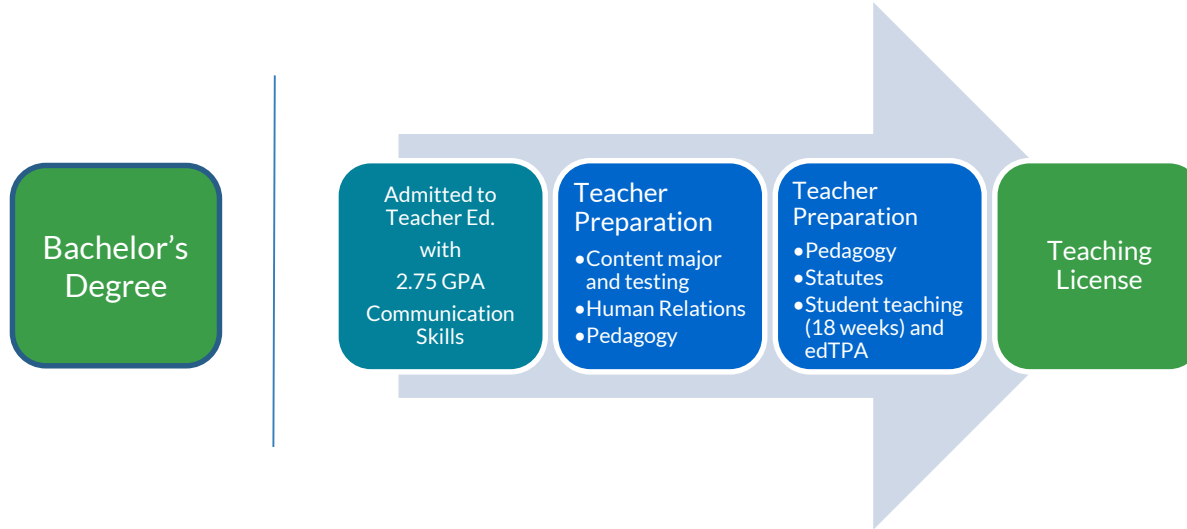 Bachelor's
Degree
Admitted to
Teacher Ed.
with
2.75 GPA
Communication
Skills
Teacher
Preparation
•Content major
and testing
•Human Relations
•Pedagogy
Teacher
Preparation
•Pedagogy
•Statutes
•Student teaching
(18 weeks) and
edTPA
Teaching
License